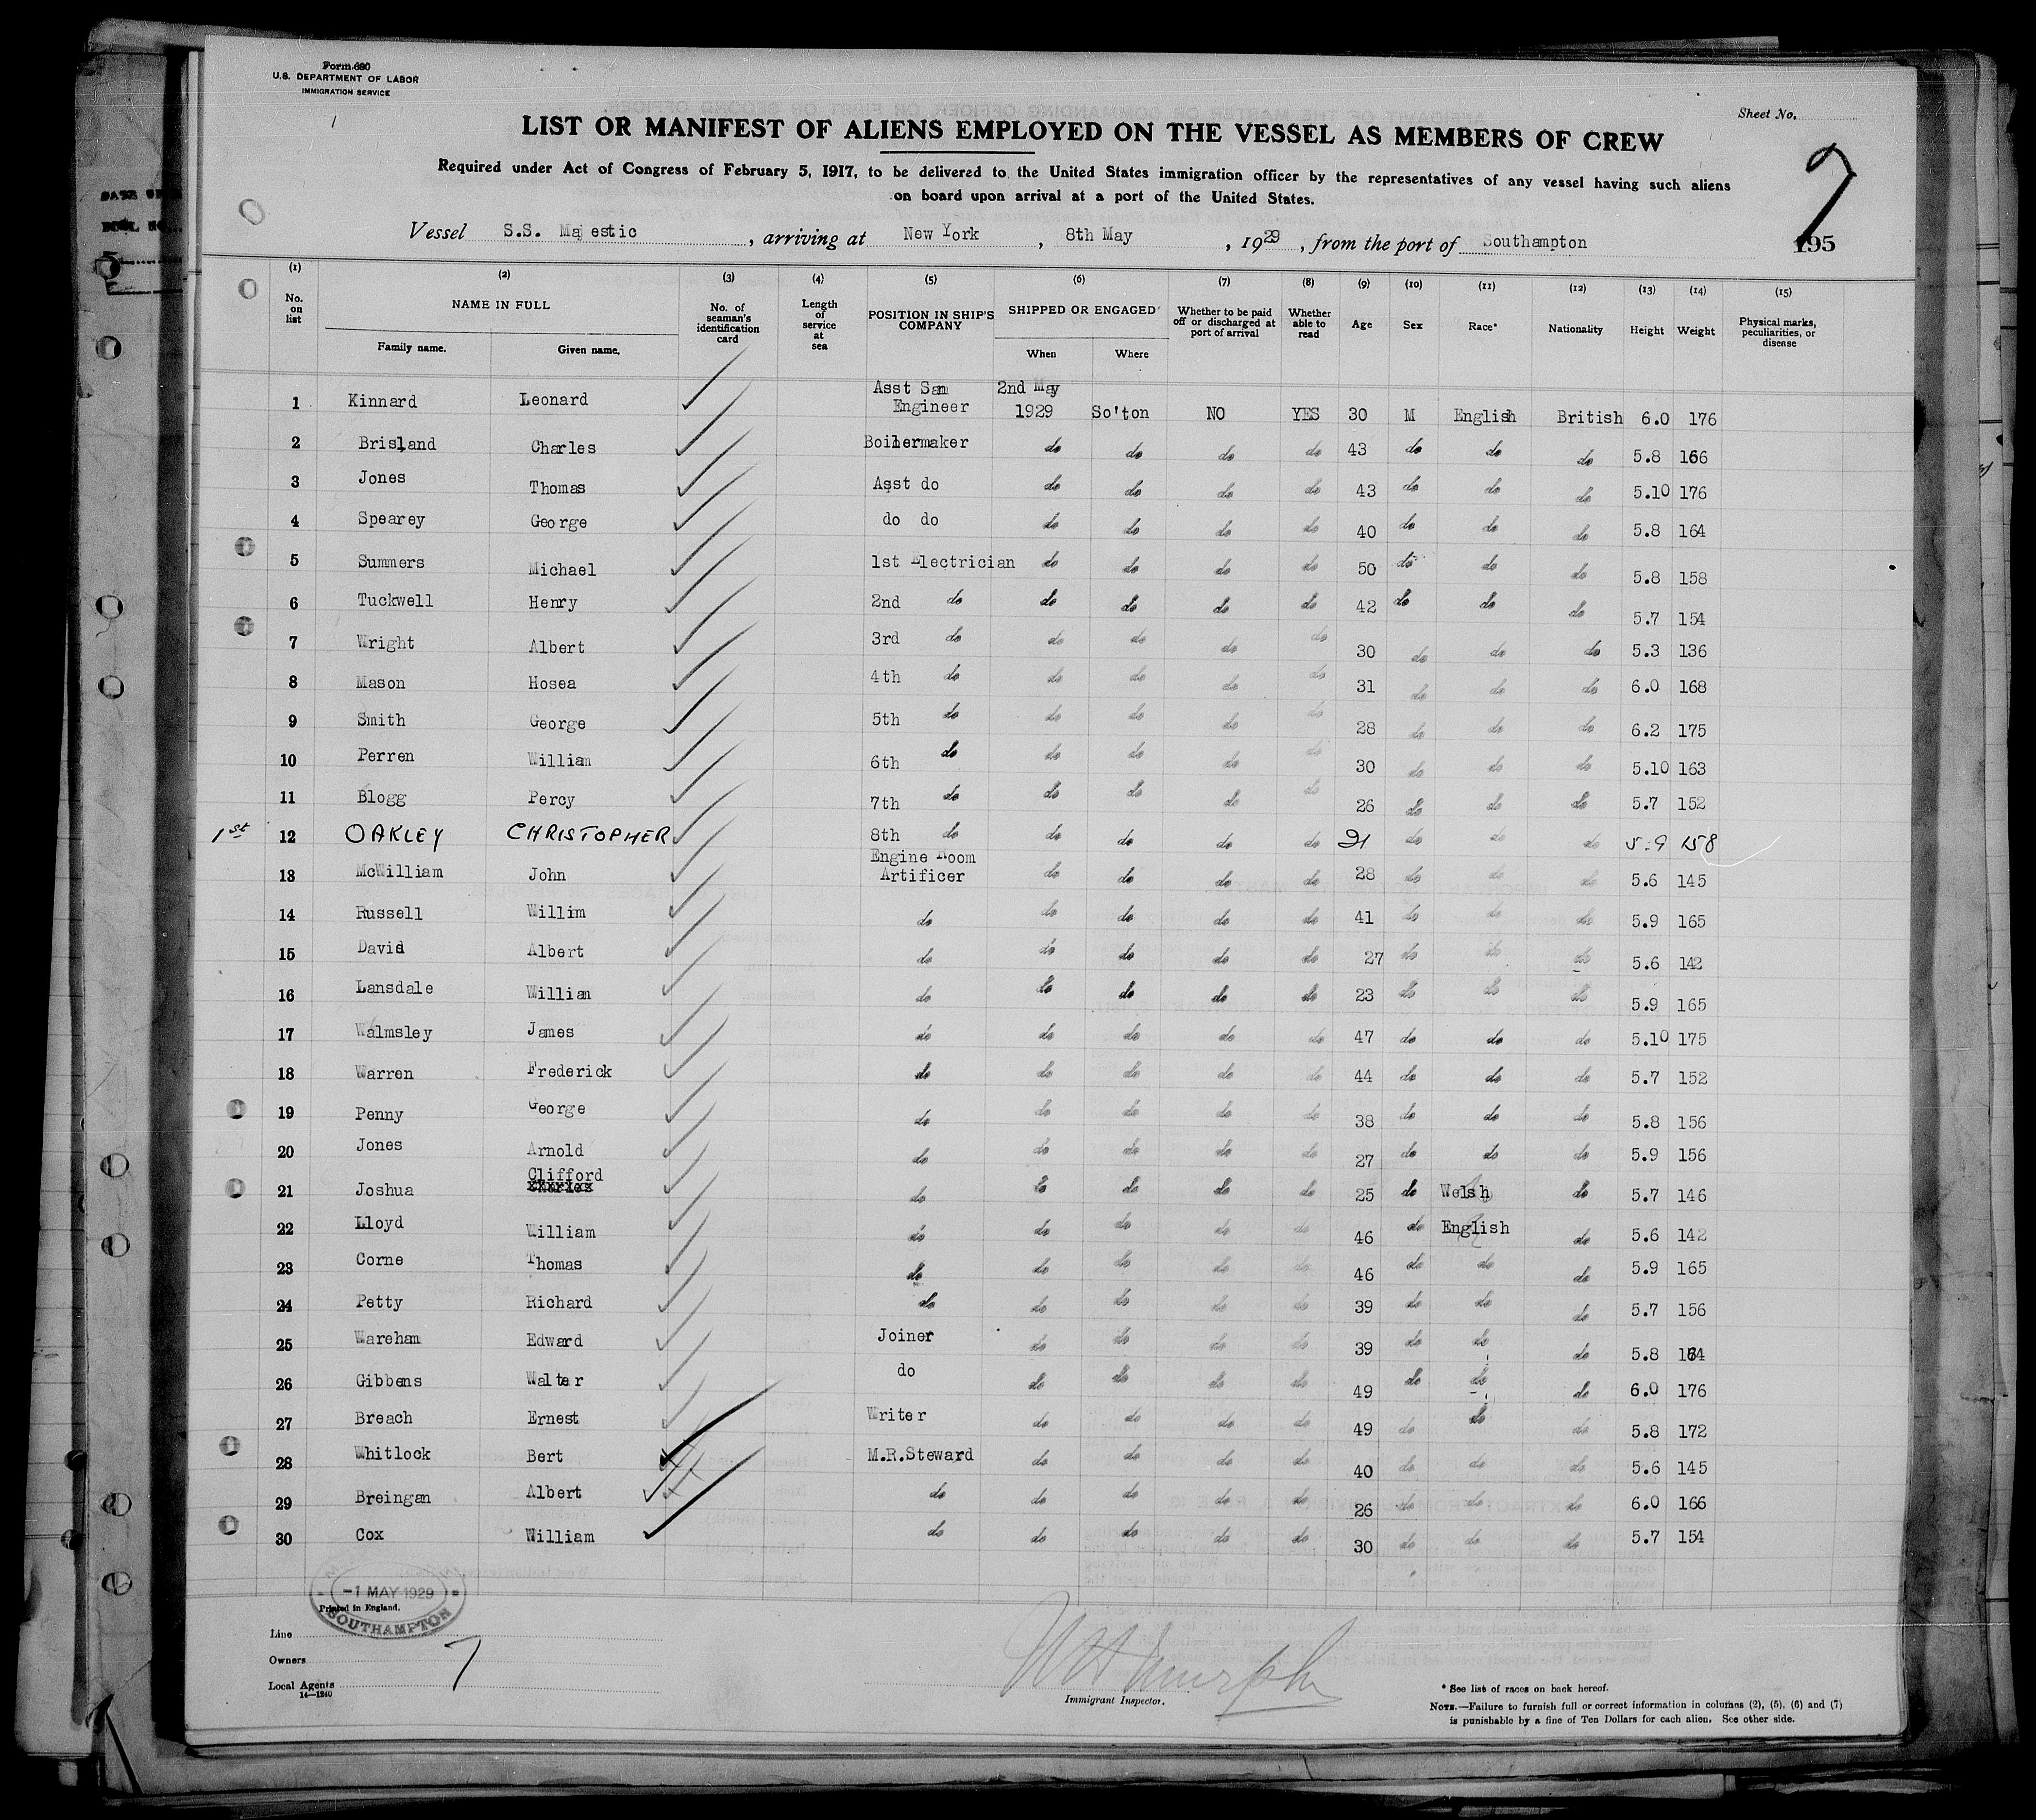 Form 680
U.S. DEPARTMENT OF LABOR
IMMIGRATION SERVICE
Sheet No.
LIST OR MANIFEST OF ALIENS EMPLOYED ON THE VESSEL AS MEMBERS OF CREW
Required under Act of Congress of February 5, 1917, to be delivered to the United States immigration officer by the representatives of any vessel having such aliens
on board upon arrival at a port of the United States.
Vessel S.S. Majestic, arriving at New York, 8th May, 1929, from the port of Southampton
195
(1) (2) (3) (4) (5) (6) (7) (8) (9) (10) (11) (12) (13) (14) (15)
No. on list NAME IN FULL Family name. Given name. No. of seaman's identification card Length of service at sea POSITION IN SHIP'S COMPANY SHIPPED OR ENGAGED When Where Whether to be paid off or discharged at port of arrival Whether able to read Age Sex Race* Nationality Height Weight Physical marks, peculiarities, or disease
1 Kinnard Leonard Asst San Engineer 2nd May 1929 So'ton NO YES 30 M English British 6.0 176
2 Brisland Charles Boilermaker do do do do 43 do do do 5.8 166
3 Jones Thomas Asst do do do do do 43 do do do 5.10 176
4 Spearey George do do do do do do 40 do do do 5.8 164
5 Summers Michael 1st Electrician do do do do 50 do do do 5.8 158
6 Tuckwell Henry 2nd do do do do do 42 do do do 5.7 154
7 Wright Albert 3rd do do do do do 30 do do do 5.3 136
8 Mason Hosea 4th do do do do do 31 do do do 6.0 168
9 Smith George 5th do do do do do 28 do do do 6.2 175
10 Perren William 6th do do do do do 30 do do do 5.10 163
11 Blogg Percy 7th do do do do do 26 do do do 5.7 152
1st 12 OAKLEY CHRISTOPHER 8th do do do do do 21 do do do 5.9 158
13 McWilliam John Engine Room Artificer do do do do 28 do do do 5.6 145
14 Russell Willim do do do do do 41 do do do 5.9 165
15 David Albert do do do do do 27 do do do 5.6 142
16 Lansdale William do do do do do 23 do do do 5.9 165
17 Walmsley James do do do do do 47 do do do 5.10 175
18 Warren Frederick do do do do do 44 do do do 5.7 152
19 Penny George do do do do do 38 do do do 5.8 156
20 Jones Arnold do do do do do 27 do do do 5.9 156
21 Joshua Clifford do do do do do 25 do Welsh do 5.7 146
22 Lloyd William do do do do do 46 do English do 5.6 142
23 Corne Thomas do do do do do 46 do do do 5.9 165
24 Petty Richard do do do do do 39 do do do 5.7 156
25 Wareham Edward Joiner do do do do 39 do do do 5.8 164
26 Gibbens Walter do do do do do 49 do do do 6.0 176
27 Breach Ernest Writer do do do do 49 do do do 5.8 172
28 Whitlock Bert M.R.Steward do do do do 40 do do do 5.6 145
29 Breingan Albert do do do do do 26 do do do 6.0 166
30 Cox William do do do do do 30 do do do 5.7 154
-1 MAY 1929
SOUTHAMPTON
Printed in England.
Line
Owners
Local Agents
14—1240
7
Immigrant Inspector.
* See list of races on back hereof.
NOTE.—Failure to furnish full or correct information in columns (2), (5), (6) and (7)
is punishable by a fine of Ten Dollars for each alien. See other side.